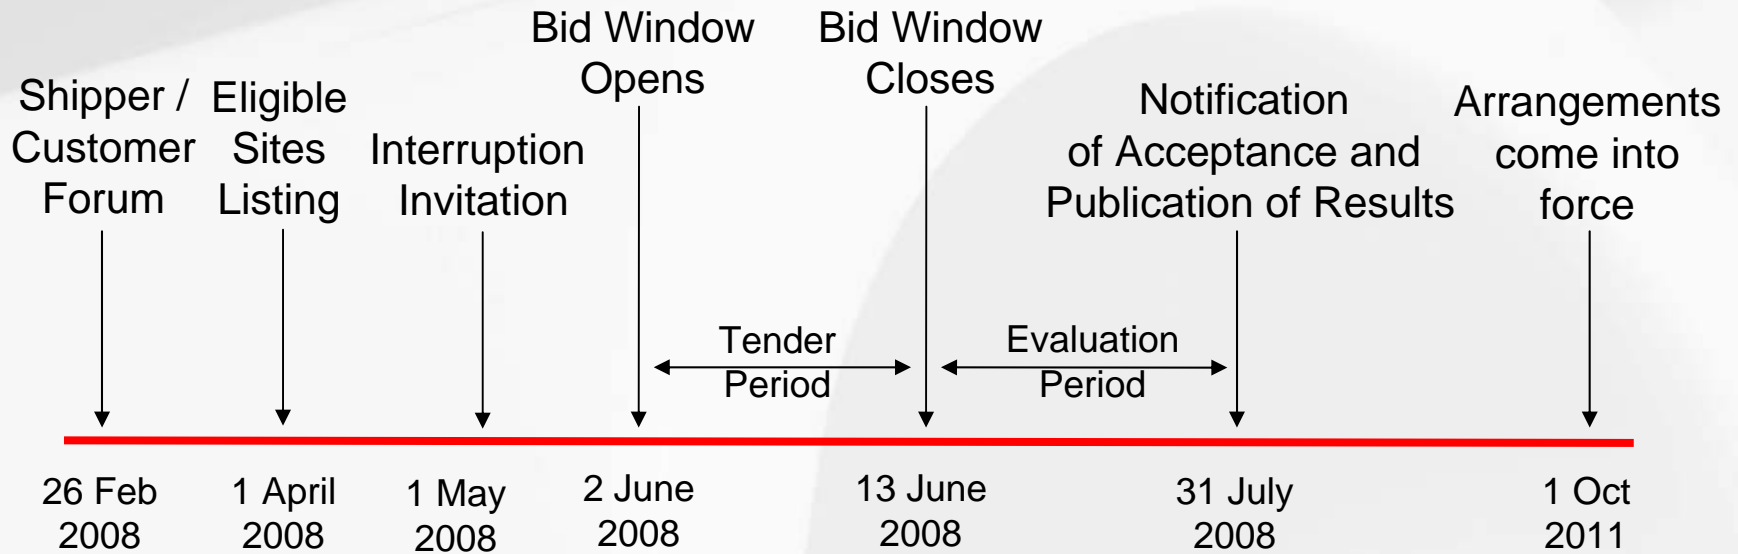 Shipper /
Customer
Forum
Eligible
Sites
Listing
Interruption
Invitation
Bid Window
Opens
Bid Window
Closes
Notification
of Acceptance and
Publication of Results
Arrangements
come into
force
Tender
Period
Evaluation
Period
26 Feb
2008
1 April
2008
1 May
2008
2 June
2008
13 June
2008
31 July
2008
1 Oct
2011